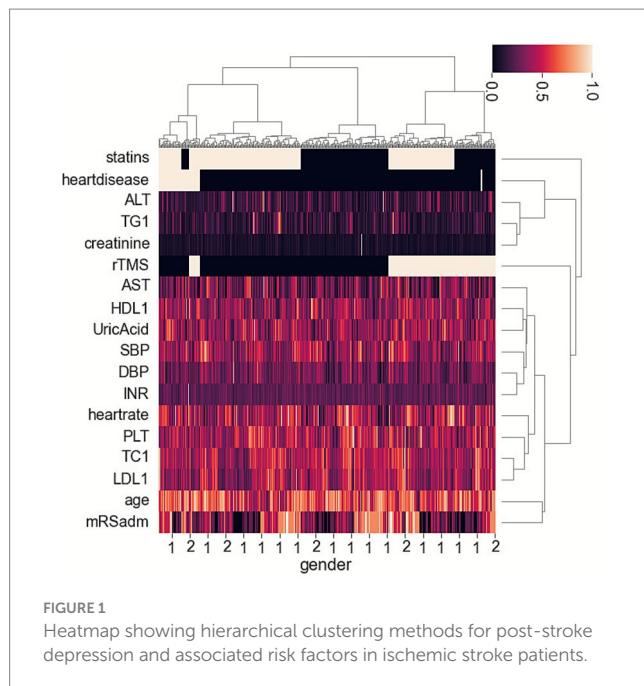 0.0
0.5
1.0
statins
heartdisease
ALT
TG1
creatinine
rTMS
AST
HDL1
UricAcid
SBP
DBP
INR
heartrate
PLT
TC1
LDL1
age
mRSadm
1 2 1 2 1 1 1 1 2 1 1 1 1 2 1 1 1 1 2
gender
FIGURE 1
Heatmap showing hierarchical clustering methods for post-stroke
depression and associated risk factors in ischemic stroke patients.